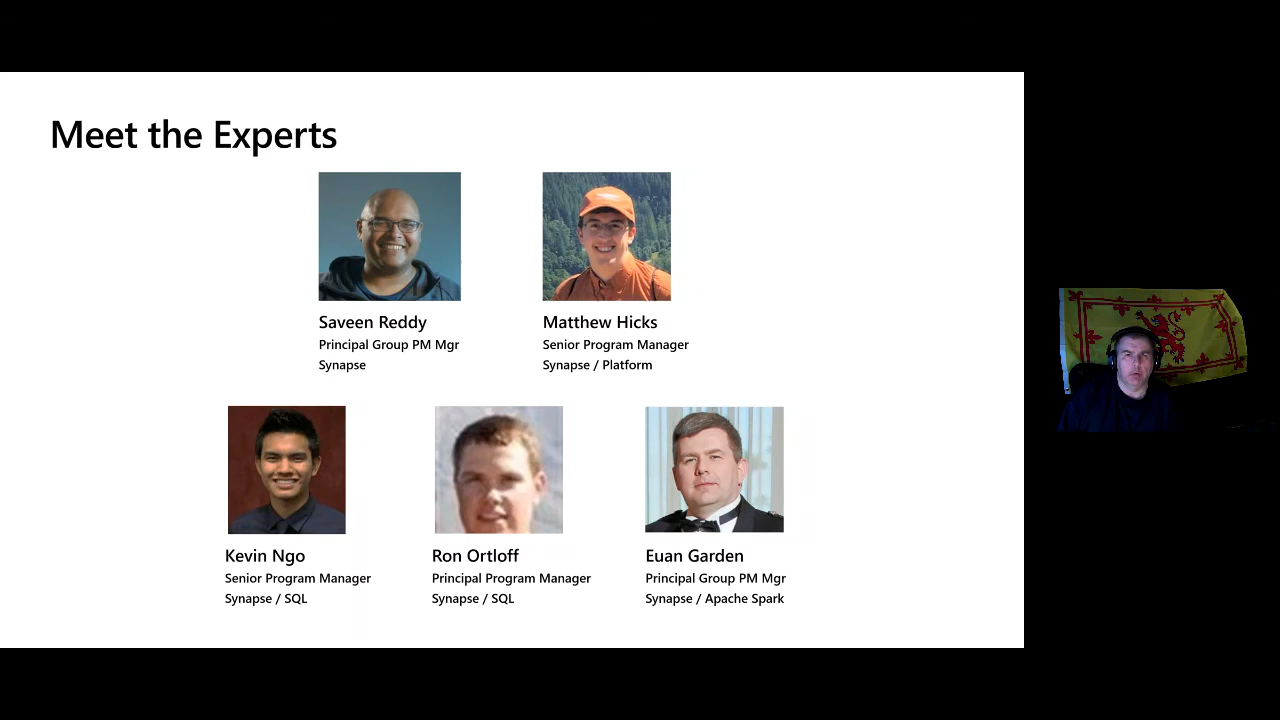 Meet the Experts
Saveen Reddy
Principal Group PM Mgr
Synapse
Matthew Hicks
Senior Program Manager
Synapse / Platform
Kevin Ngo
Senior Program Manager
Synapse / SQL
Ron Ortloff
Principal Program Manager
Synapse / SQL
Euan Garden
Principal Group PM Mgr
Synapse / Apache Spark